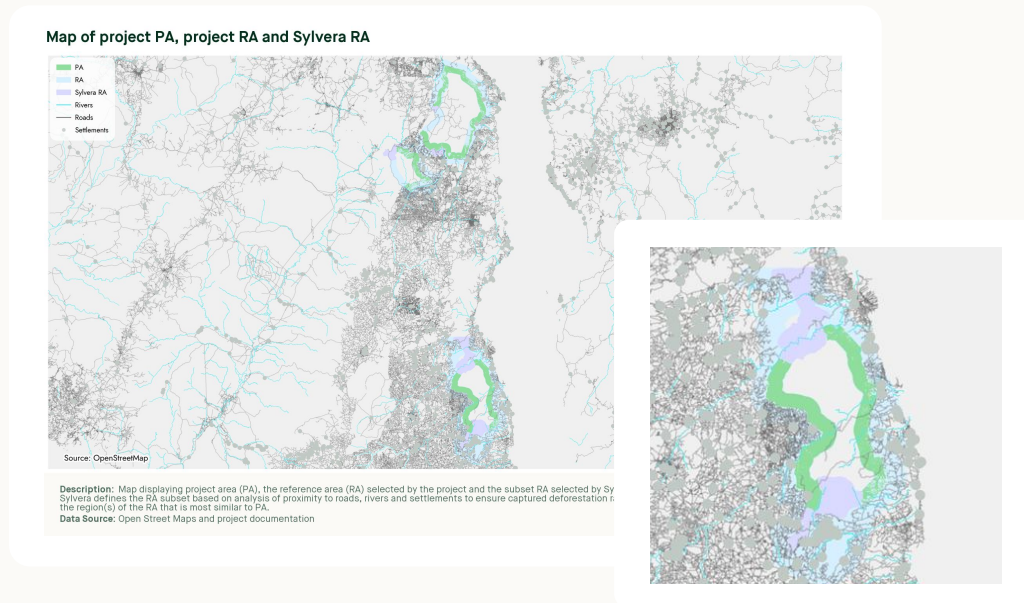 Map of project PA, project RA and Sylvera RA
PA
RA
Sylvera RA
Rivers
Roads
Settlements
Source: OpenStreetMap
Description: Map displaying project area (PA), the reference area (RA) selected by the project and the subset RA selected by
Sylvera defines the RA subset based on analysis of proximity to roads, rivers and settlements to ensure captured deforestation
the region(s) of the RA that is most similar to PA.
Data Source: Open Street Maps and project documentation